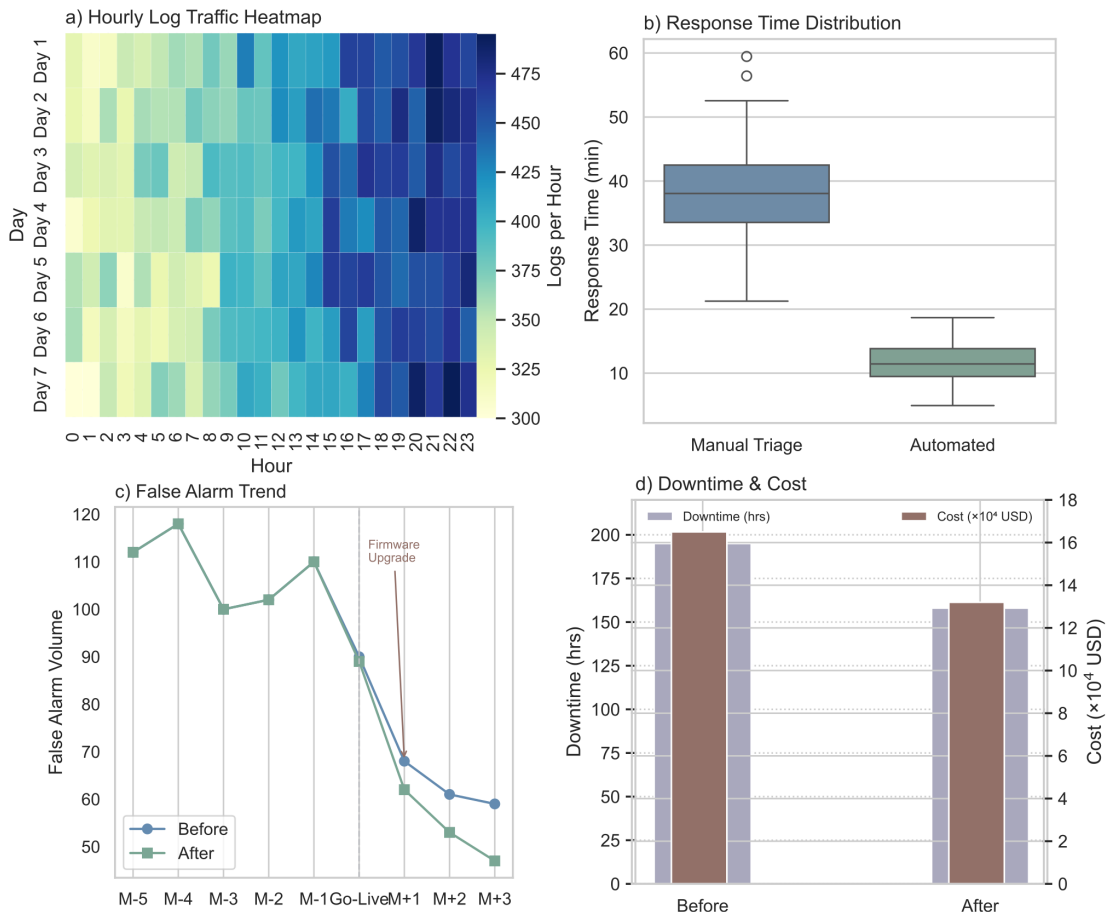 a) Hourly Log Traffic Heatmap
Day
Day 1
Day 2
Day 3
Day 4
Day 5
Day 6
Day 7
0 1 2 3 4 5 6 7 8 9 10 11 12 13 14 15 16 17 18 19 20 21 22 23
Hour
475
450
425
400
375
350
325
300
Logs per Hour
b) Response Time Distribution
Response Time (min)
60
50
40
30
20
10
Manual Triage Automated
c) False Alarm Trend
False Alarm Volume
120
110
100
90
80
70
60
50
Firmware
Upgrade
Before
After
M-5 M-4 M-3 M-2 M-1 Go-Live M+1 M+2 M+3
d) Downtime & Cost
Downtime (hrs)
200
175
150
125
100
75
50
25
0
Downtime (hrs)
Cost (×10⁴ USD)
18
16
14
12
10
8
6
4
2
0
Cost (×10⁴ USD)
Before After